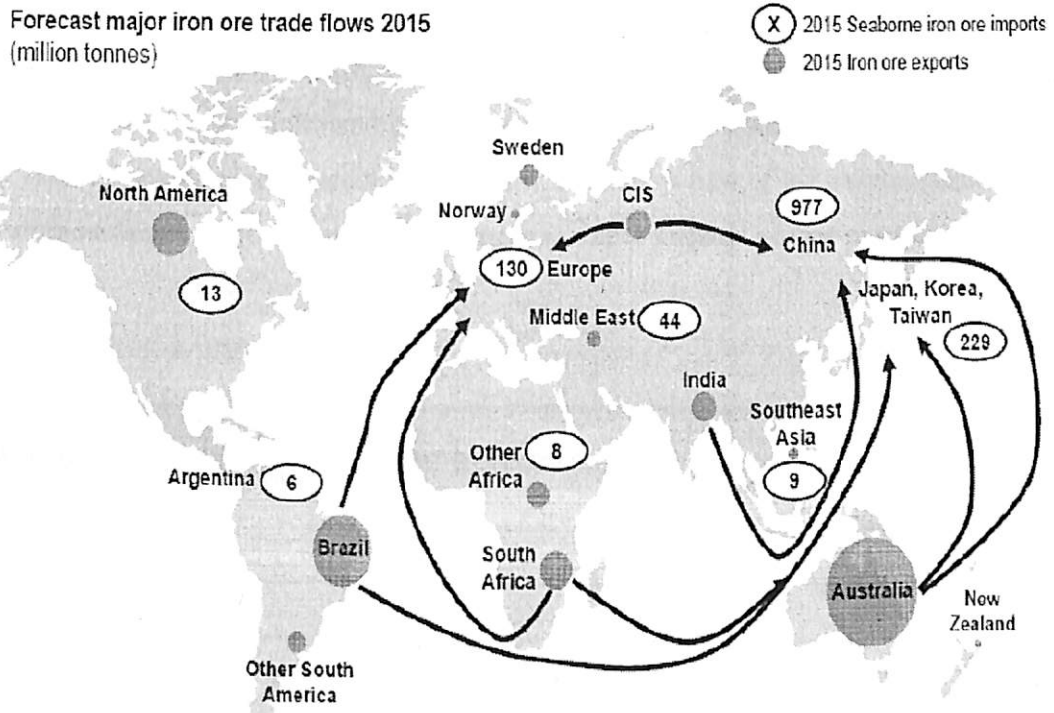 Forecast major iron ore trade flows 2015
(million tonnes)
X 2015 Seaborne iron ore imports
2015 Iron ore exports
Sweden
North America
CIS
Norway
977
China
130 Europe
13
Japan, Korea,
Taiwan
Middle East 44
229
India
Southeast
Asia
Other
Africa
8
Argentina 6
9
Brazil
South
Africa
Australia
New
Zealand
Other South
America